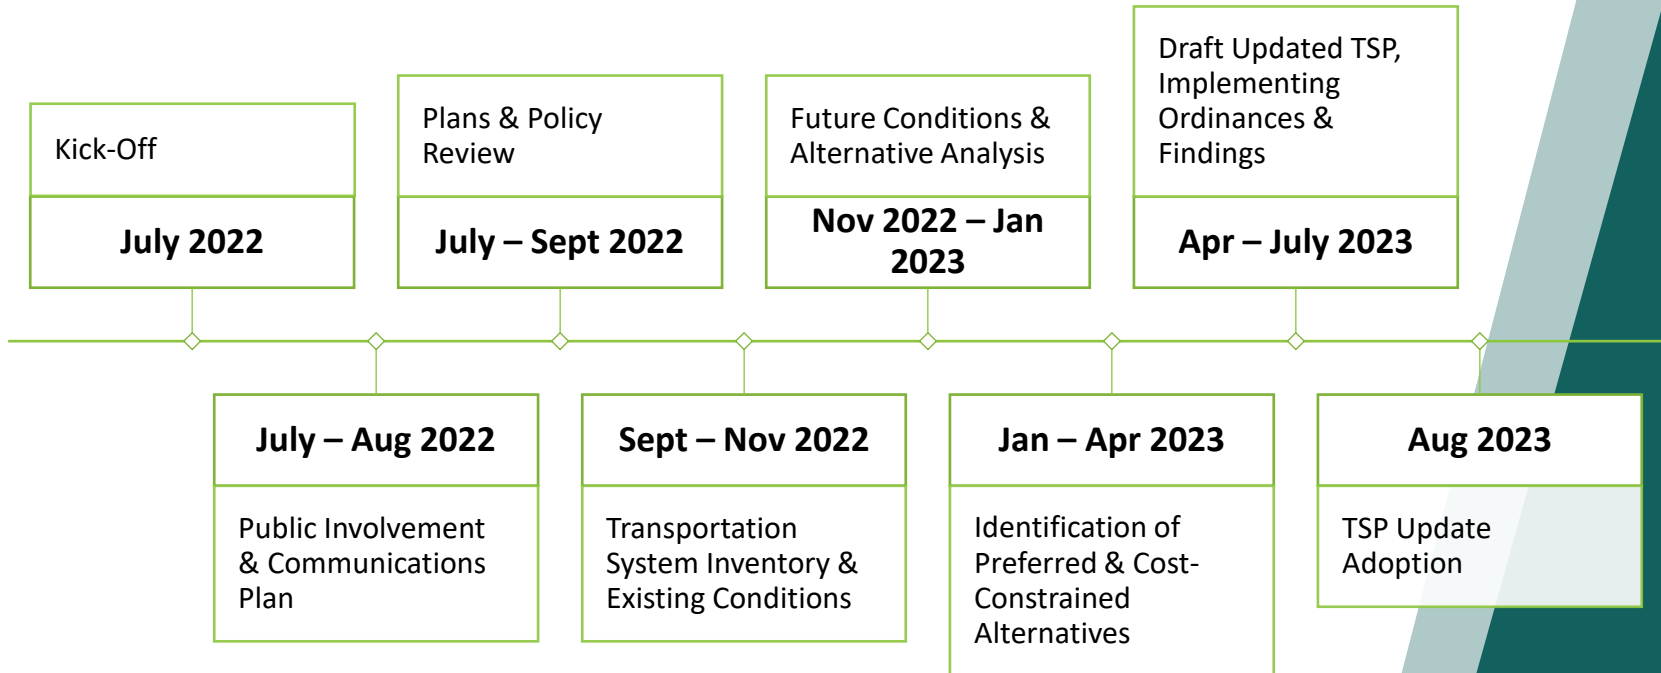 Kick-Off
July 2022
July – Aug 2022
Public Involvement
& Communications
Plan
Plans & Policy
Review
July – Sept 2022
Sept – Nov 2022
Transportation
System Inventory &
Existing Conditions
Future Conditions &
Alternative Analysis
Nov 2022 – Jan
2023
Jan – Apr 2023
Identification of
Preferred & Cost-
Constrained
Alternatives
Draft Updated TSP,
Implementing
Ordinances &
Findings
Apr – July 2023
Aug 2023
TSP Update
Adoption